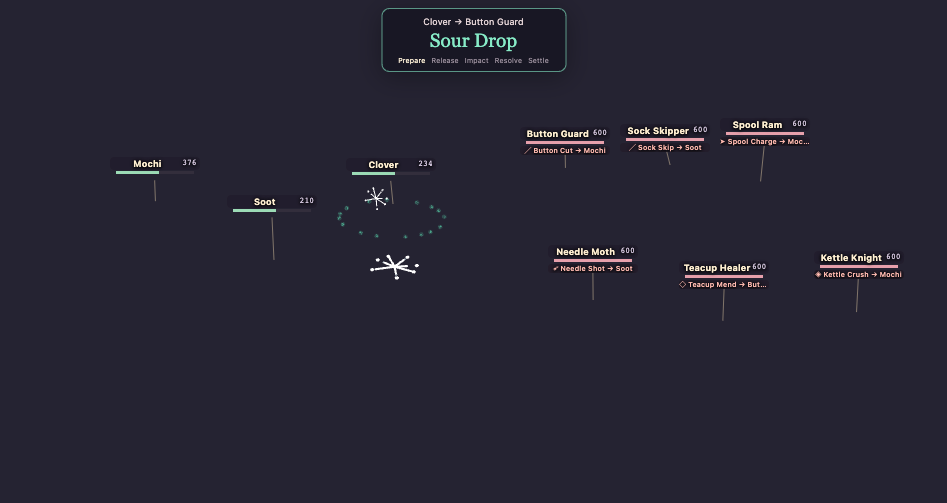 Clover → Button Guard
Sour Drop
Prepare Release Impact Resolve Settle
Mochi 376
Soot 210
Clover 234
Button Guard 600
Button Cut → Mochi
Sock Skipper 600
Sock Skip → Soot
Spool Ram 600
Spool Charge → Moc...
Needle Moth 600
Needle Shot → Soot
Teacup Healer 600
Teacup Mend → But...
Kettle Knight 600
Kettle Crush → Mochi